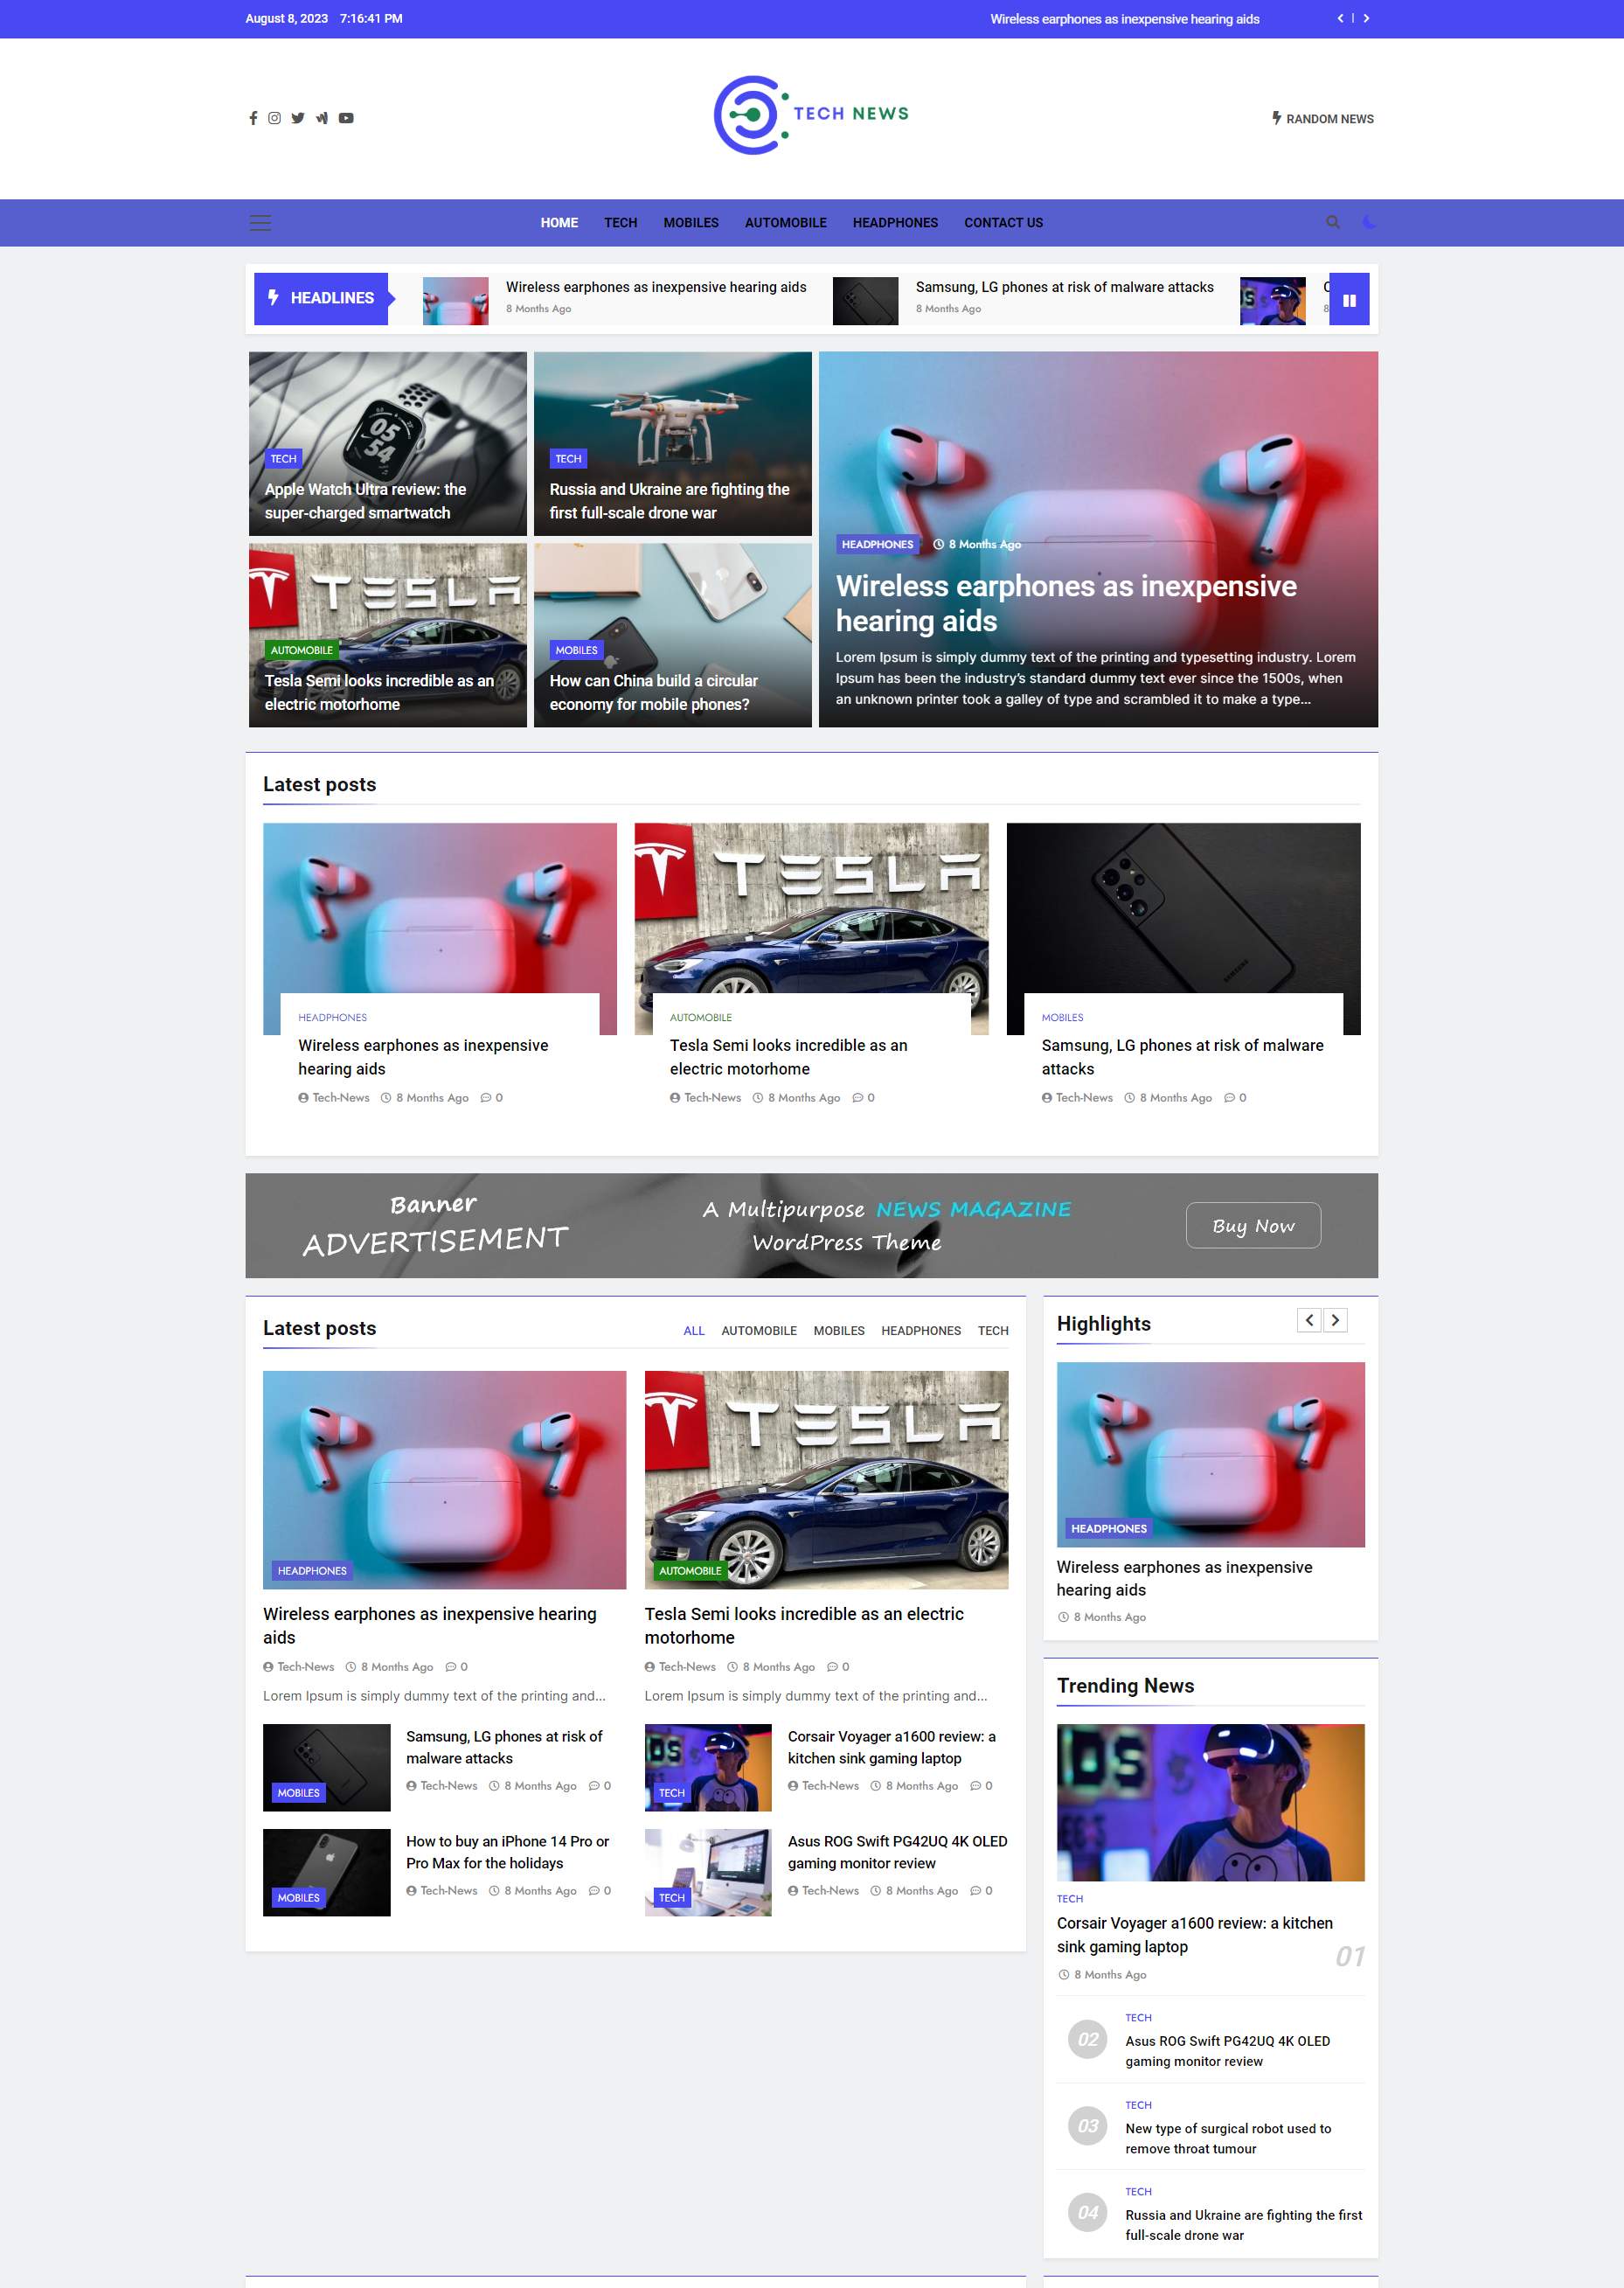 August 8, 2023 7:16:41 PM
Wireless earphones as inexpensive hearing aids
TECH NEWS
RANDOM NEWS
HOME TECH MOBILES AUTOMOBILE HEADPHONES CONTACT US
HEADLINES
Wireless earphones as inexpensive hearing aids
8 Months Ago
Samsung, LG phones at risk of malware attacks
8 Months Ago
05
54
TECH
Apple Watch Ultra review: the
super-charged smartwatch
TECH
Russia and Ukraine are fighting the
first full-scale drone war
TESLA
AUTOMOBILE
Tesla Semi looks incredible as an
electric motorhome
MOBILES
How can China build a circular
economy for mobile phones?
HEADPHONES 8 Months Ago
Wireless earphones as inexpensive
hearing aids
Lorem Ipsum is simply dummy text of the printing and typesetting industry. Lorem
Ipsum has been the industry's standard dummy text ever since the 1500s, when
an unknown printer took a galley of type and scrambled it to make a type...
Latest posts
HEADPHONES
Wireless earphones as inexpensive
hearing aids
Tech-News 8 Months Ago 0
TESLA
AUTOMOBILE
Tesla Semi looks incredible as an
electric motorhome
Tech-News 8 Months Ago 0
SAMSUNG
MOBILES
Samsung, LG phones at risk of malware
attacks
Tech-News 8 Months Ago 0
Banner
ADVERTISEMENT
A Multipurpose NEWS MAGAZINE
WordPress Theme
Buy Now
Latest posts
ALL AUTOMOBILE MOBILES HEADPHONES TECH
HEADPHONES
Wireless earphones as inexpensive hearing
aids
Tech-News 8 Months Ago 0
Lorem Ipsum is simply dummy text of the printing and...
TESLA
AUTOMOBILE
Tesla Semi looks incredible as an electric
motorhome
Tech-News 8 Months Ago 0
Lorem Ipsum is simply dummy text of the printing and...
MOBILES
Samsung, LG phones at risk of
malware attacks
Tech-News 8 Months Ago 0
TECH
Corsair Voyager a1600 review: a
kitchen sink gaming laptop
Tech-News 8 Months Ago 0
MOBILES
How to buy an iPhone 14 Pro or
Pro Max for the holidays
Tech-News 8 Months Ago 0
TECH
Asus ROG Swift PG42UQ 4K OLED
gaming monitor review
Tech-News 8 Months Ago 0
Highlights
HEADPHONES
Wireless earphones as inexpensive
hearing aids
8 Months Ago
Trending News
TECH
Corsair Voyager a1600 review: a kitchen
sink gaming laptop
01
8 Months Ago
02
TECH
Asus ROG Swift PG42UQ 4K OLED
gaming monitor review
03
TECH
New type of surgical robot used to
remove throat tumour
04
TECH
Russia and Ukraine are fighting the first
full-scale drone war